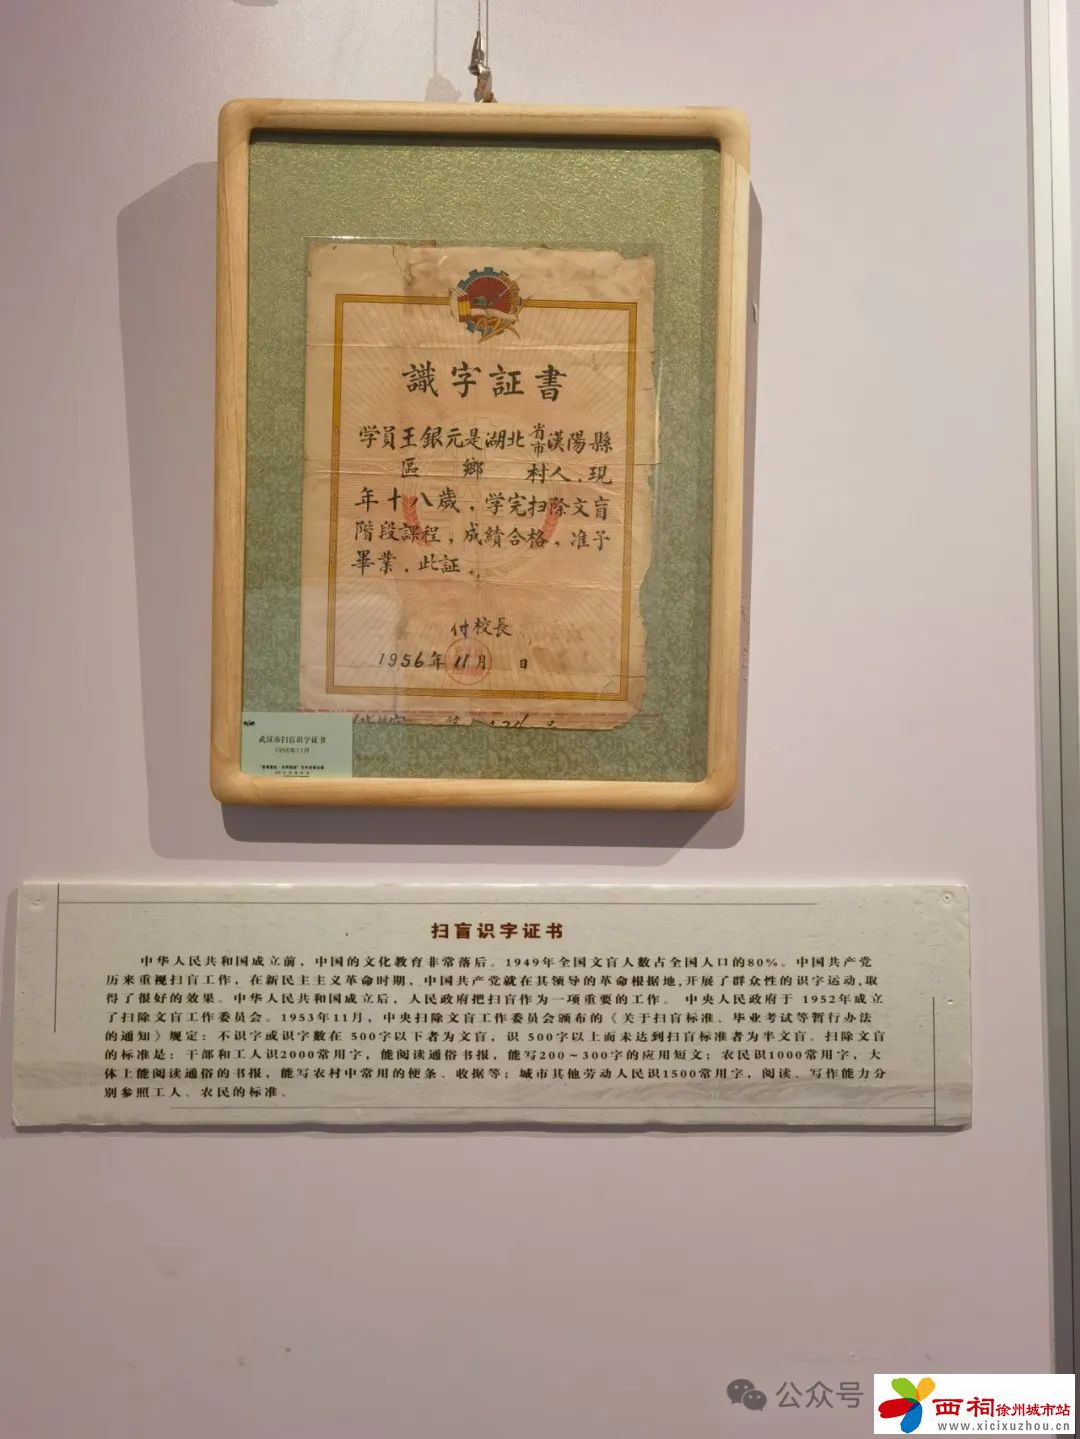 識字証書
学員王銀元是湖北省市漢陽縣
區 鄉 村人,現
年十八歲,学完扫除文盲
階段課程,成績合格,准予
畢業.此証.
付校長
1956年11月 日
武汉市扫盲识字证书
1956年11月
扫盲识字证书
中华人民共和国成立前,中国的文化教育非常落后。1949年全国文盲人数占全国人口的80%。中国共产党
历来重视扫盲工作,在新民主主义革命时期,中国共产党就在其领导的革命根据地,开展了群众性的识字运动,取
得了很好的效果。中华人民共和国成立后,人民政府把扫盲作为一项重要的工作。 中央人民政府于 1952年成立
了扫除文盲工作委员会。1953年11月,中央扫除文盲工作委员会颁布的《关于扫盲标准、毕业考试等暂行办法
的通知》规定:不识字或识字数在 500字以下者为文盲,识 500字以上而未达到扫盲标准者为半文盲。扫除文盲
的标准是:干部和工人识2000常用字,能阅读通俗书报,能写200~300字的应用短文;农民识1000常用字,大
体上能阅读通俗的书报,能写农村中常用的便条、收据等;城市其他劳动人民识1500常用字,阅读、写作能力分
别参照工人、农民的标准。
公众号
西祠徐州城市站
www.xicixuzhou.cn